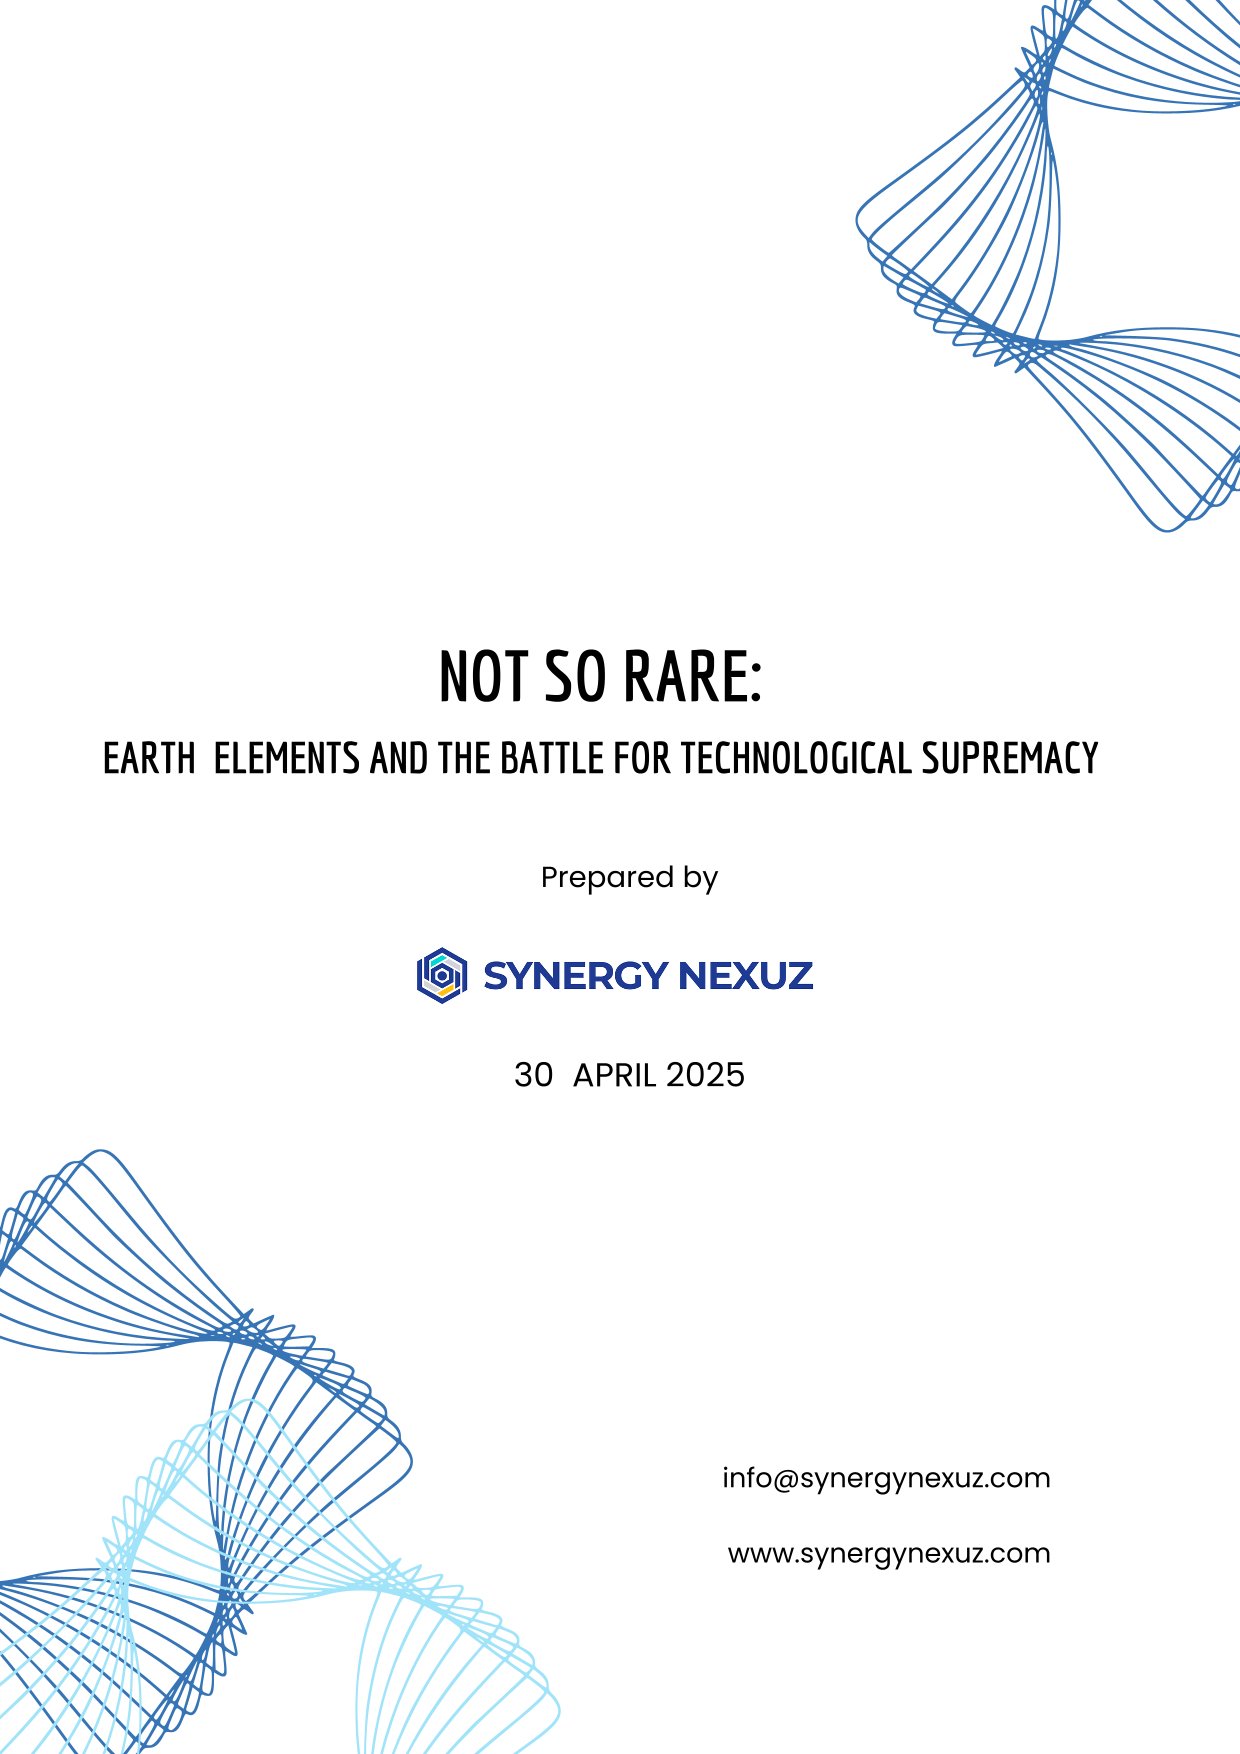 NOT SO RARE:
EARTH ELEMENTS AND THE BATTLE FOR TECHNOLOGICAL SUPREMACY
Prepared by
SYNERGY NEXUZ
30 APRIL 2025
info@synergynexuz.com
www.synergynexuz.com